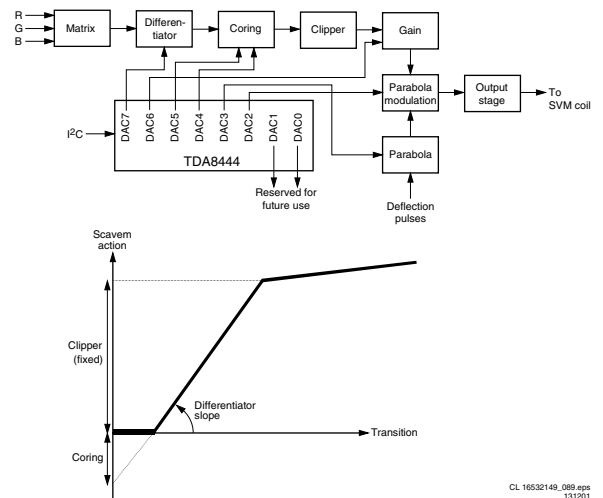 R
G
B
Matrix
Differen-
tiator
Coring
Clipper
Gain
Parabola
modulation
Output
stage
To
SVM coil
I²C
DAC7
DAC6
DAC5
DAC4
DAC3
DAC2
DAC1
DAC0
TDA8444
Parabola
Reserved for
future use
Deflection
pulses
Scavem
action
Clipper
(fixed)
Differentiator
slope
Transition
Coring
CL 16532149_089.eps
131201